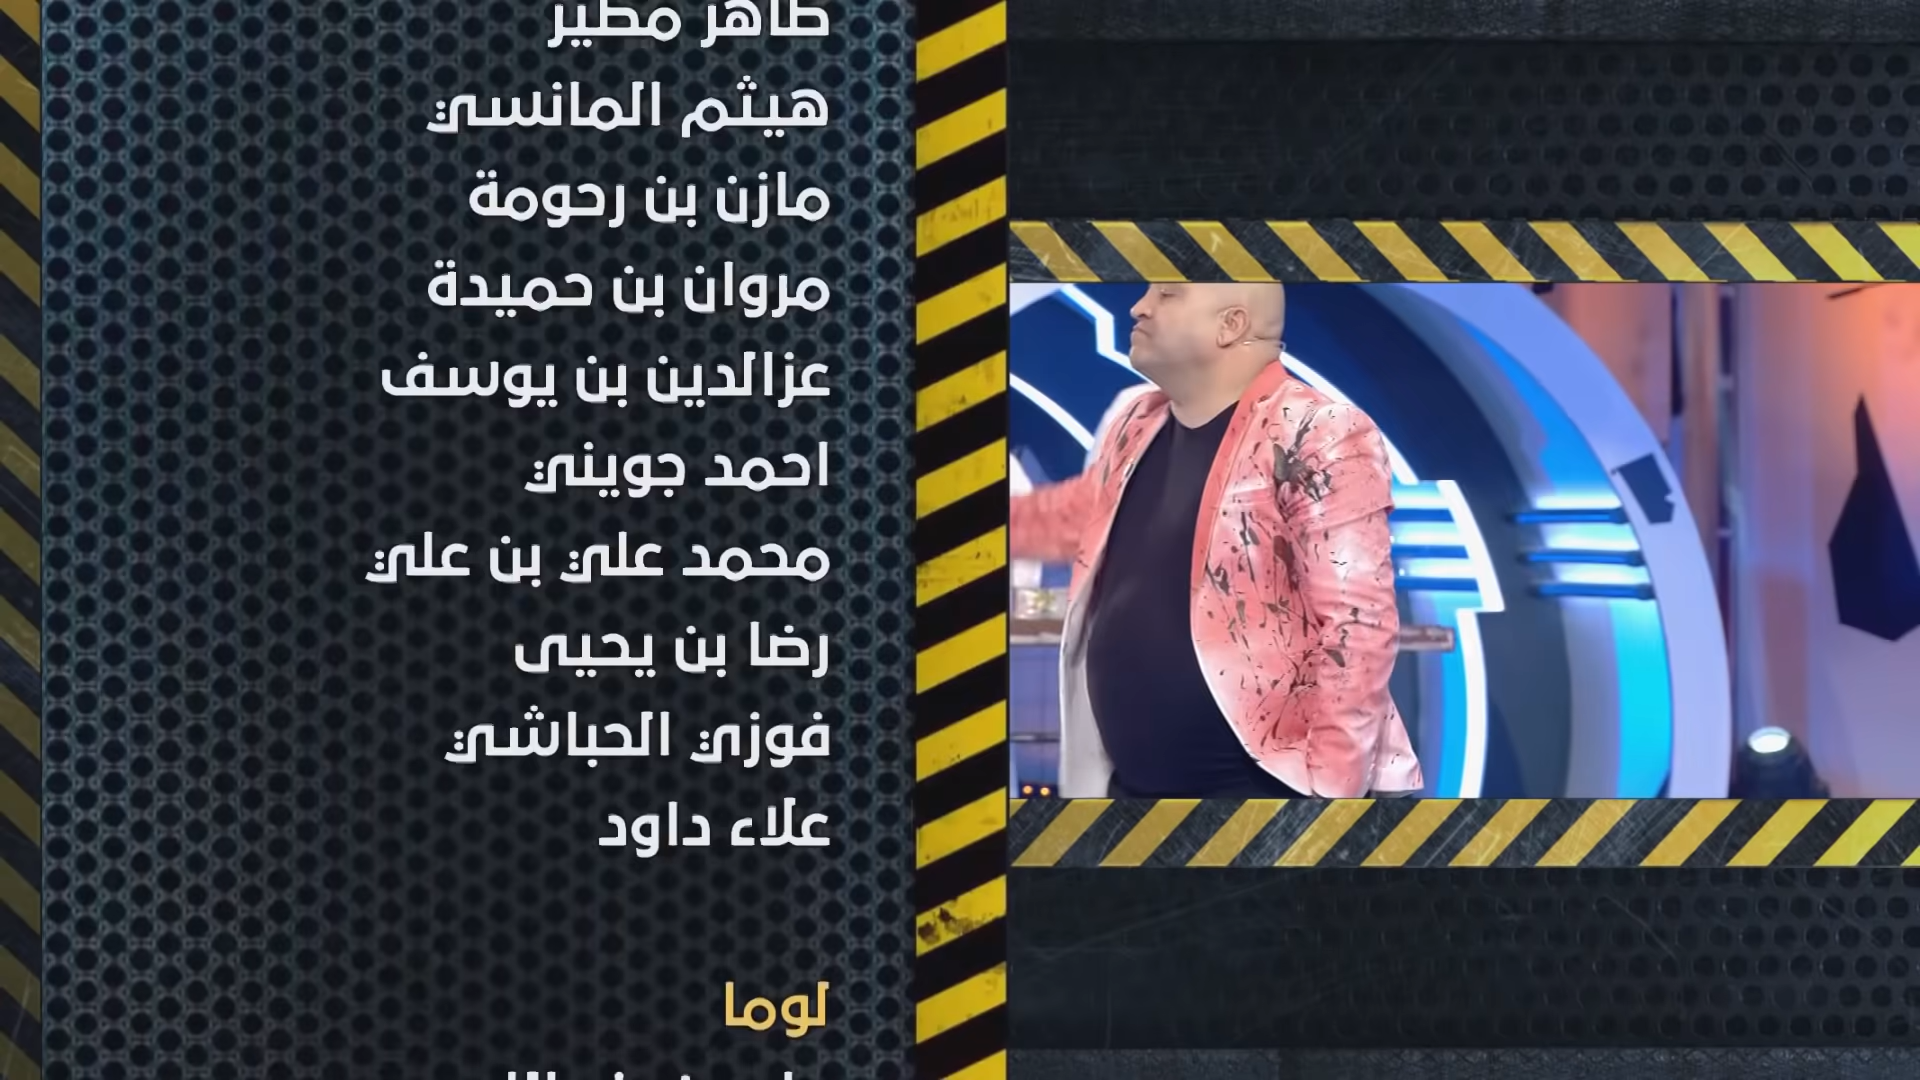 طاهر مطير
هيثم المانسي
مازن بن رحومة
مروان بن حميدة
عزالدين بن يوسف
احمد جويني
محمد علي بن علي
رضا بن يحيى
فوزي الحباشي
علاء داود
لوما